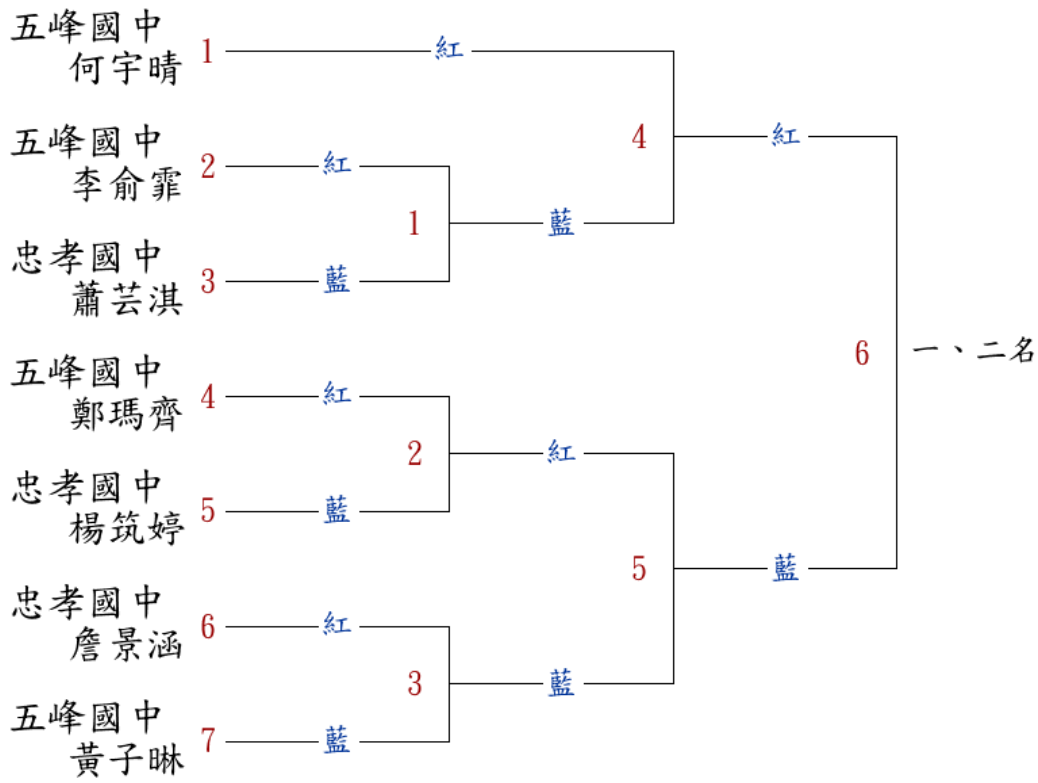 五峰國中
何宇晴
1
紅
五峰國中
李俞霏
2
紅
忠孝國中
蕭芸淇
3
藍
1
藍
4
紅
五峰國中
鄭瑪齊
4
紅
忠孝國中
楊筑婷
5
藍
2
紅
忠孝國中
詹景涵
6
紅
五峰國中
黃子晽
7
藍
3
藍
5
藍
6
一、二名